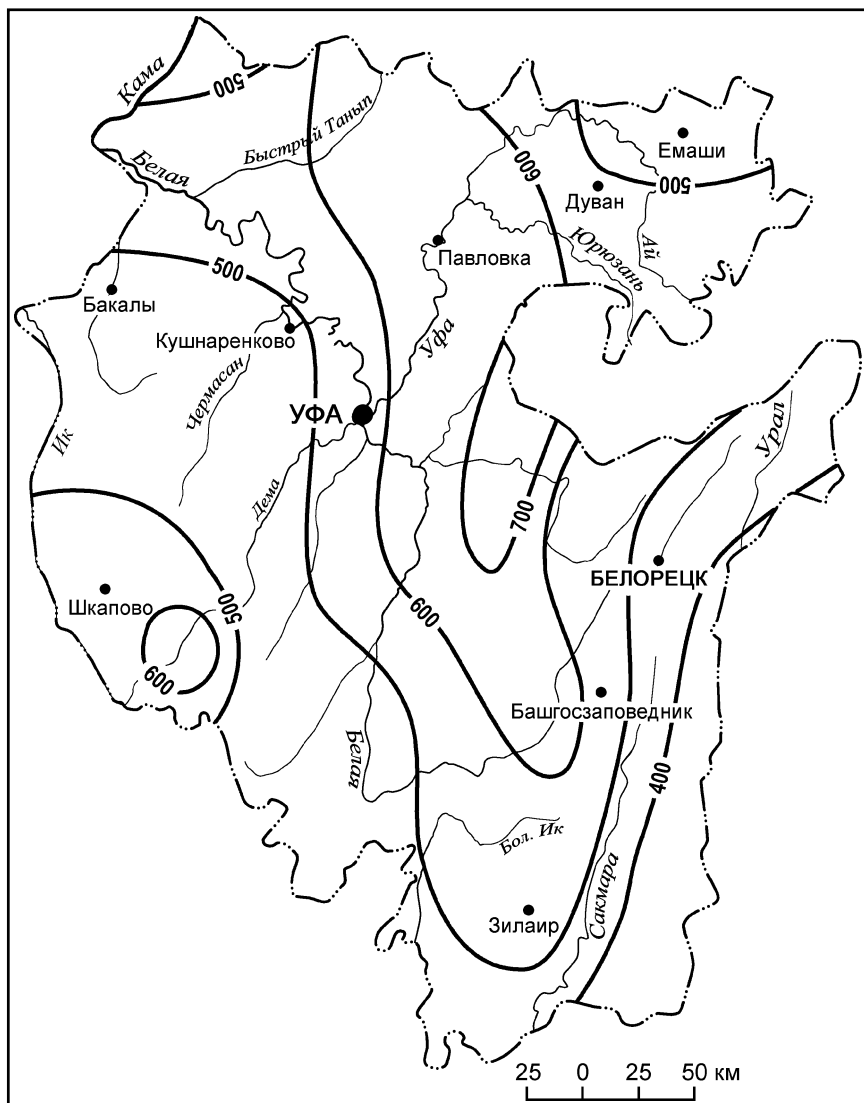 Кама
500
Быстрый Танып
Белая
Емаши
600
Дуван
500
Павловка
Юрюзань
Ай
500
Бакалы
Кушнаренково
Уфа
Чермасан
УФА
Урал
Ик
Дема
700
БЕЛОРЕЦК
Шкапово
500
600
600
Башгосзаповедник
Белая
400
Бол. Ик
Сакмара
Зилаир
25 0 25 50 км